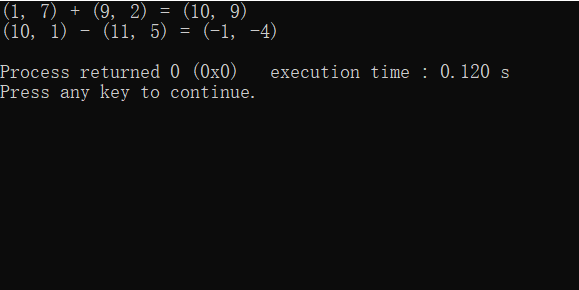 (1, 7) + (9, 2) = (10, 9)
(10, 1) - (11, 5) = (-1, -4)
Process returned 0 (0x0)   execution time : 0.120 s
Press any key to continue.